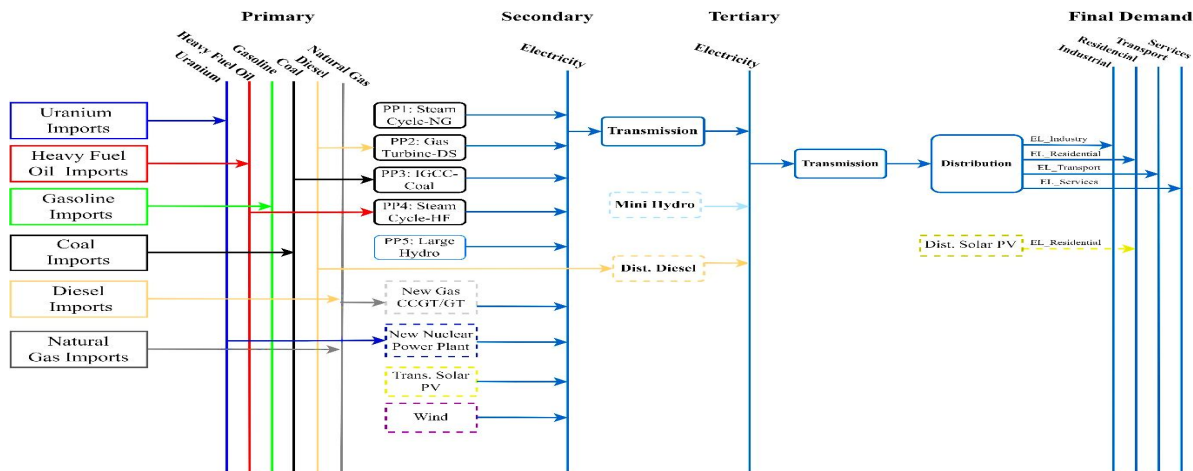 Primary
Secondary
Tertiary
Final Demand
Uranium
Heavy Fuel Oil
Gasoline
Coal
Diesel
Natural Gas
Electricity
Electricity
Industrial
Residencial
Transport
Services
Uranium
Imports
Heavy Fuel
Oil Imports
Gasoline
Imports
Coal
Imports
Diesel
Imports
Natural
Gas Imports
PP1: Steam
Cycle-NG
PP2: Gas
Turbine-DS
PP3: IGCC-
Coal
PP4: Steam
Cycle-HF
PP5: Large
Hydro
New Gas
CCGT/GT
New Nuclear
Power Plant
Trans. Solar
PV
Wind
Transmission
Mini Hydro
Dist. Diesel
Transmission
Distribution
EL_Industry
EL_Residential
EL_Transport
EL_Services
Dist. Solar PV
EL_Residential